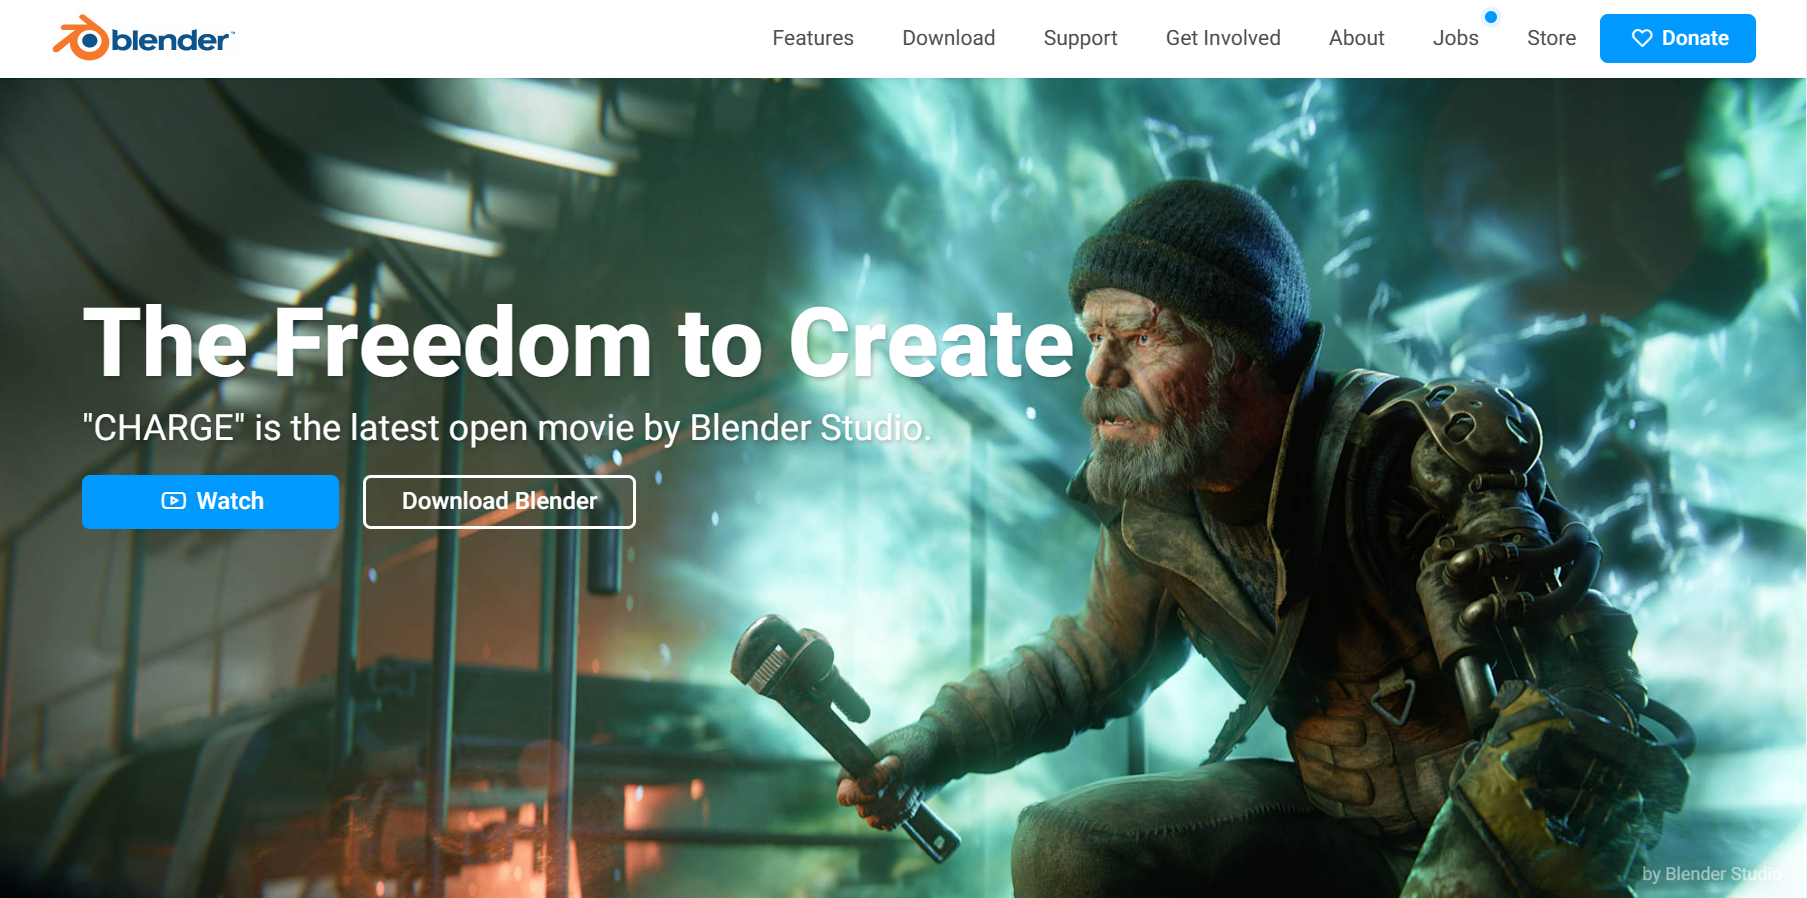 blender™
Features Download Support Get Involved About Jobs Store Donate
The Freedom to Create
"CHARGE" is the latest open movie by Blender Studio.
Watch Download Blender
by Blender Studio